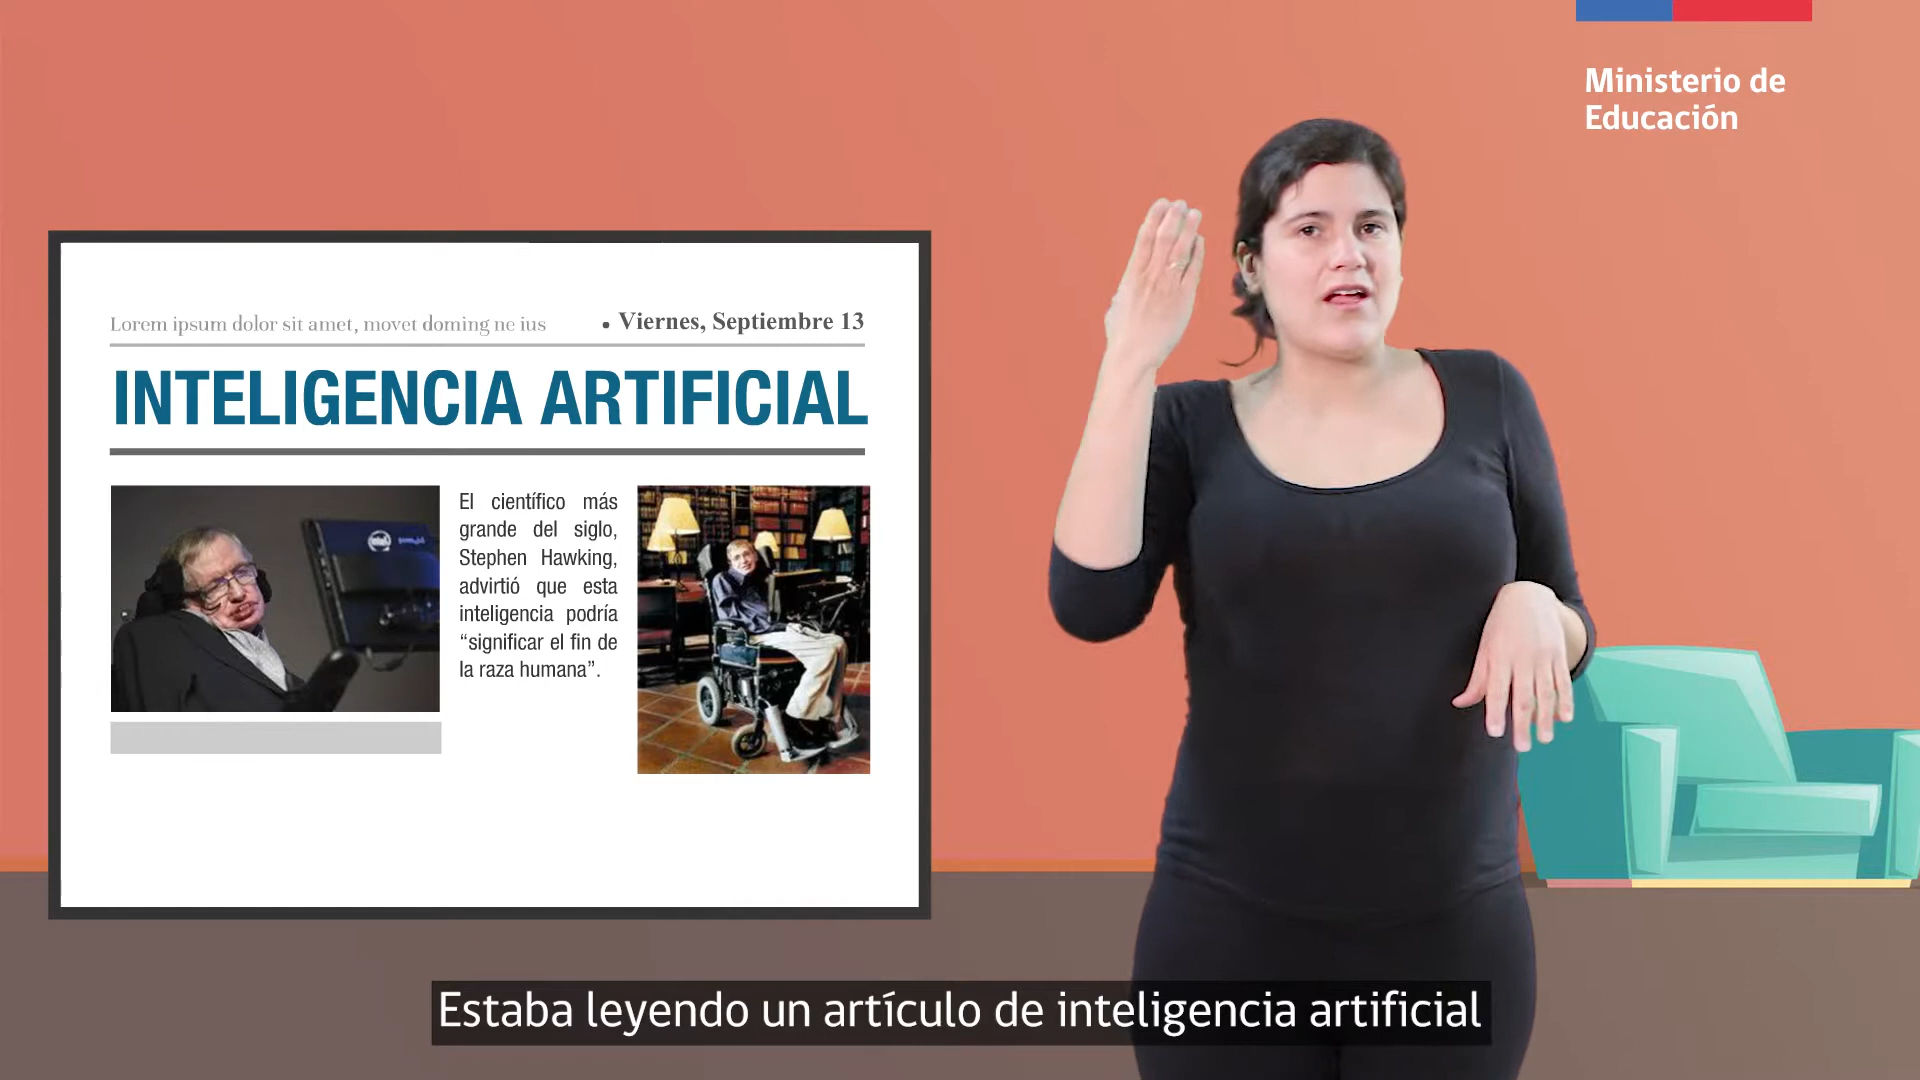 Ministerio de
Educación
Lorem ipsum dolor sit amet, movet doming ne ius
• Viernes, Septiembre 13
INTELIGENCIA ARTIFICIAL
El científico más
grande del siglo,
Stephen Hawking,
advirtió que esta
inteligencia podría
“significar el fin de
la raza humana”.
Estaba leyendo un artículo de inteligencia artificial